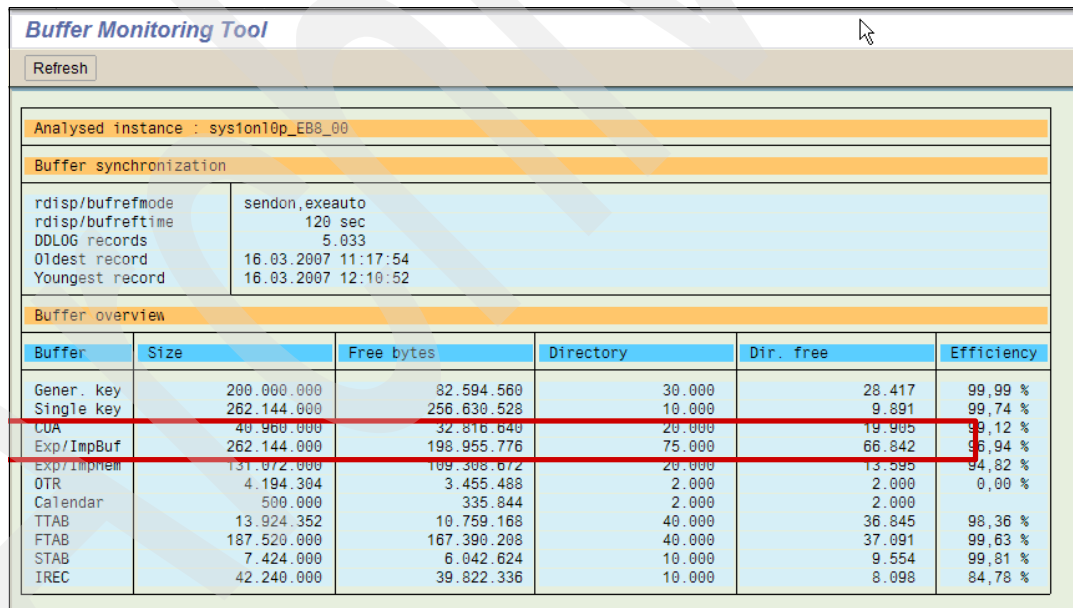 Buffer Monitoring Tool
Refresh
Analysed instance : sys1onl0p_EB8_00
Buffer synchronization
rdisp/bufrefmode sendon,exeauto
rdisp/bufreftime 120 sec
DDLOG records 5.033
Oldest record 16.03.2007 11:17:54
Youngest record 16.03.2007 12:10:52
Buffer overview
Buffer Size Free bytes Directory Dir. free Efficiency
Gener. key 200.000.000 82.594.560 30.000 28.417 99,99 %
Single key 262.144.000 256.630.528 10.000 9.891 99,74 %
CUA 40.960.000 32.816.640 20.000 19.905 99,12 %
Exp/ImpBuf 262.144.000 198.955.776 75.000 66.842 96,94 %
Exp/ImpMem 131.072.000 109.308.672 20.000 13.595 94,82 %
OTR 4.194.304 3.455.488 2.000 2.000 0,00 %
Calendar 500.000 335.844 2.000 2.000
TTAB 13.924.352 10.759.168 40.000 36.845 98,36 %
FTAB 187.520.000 167.390.208 40.000 37.091 99,63 %
STAB 7.424.000 6.042.624 10.000 9.554 99,81 %
IREC 42.240.000 39.822.336 10.000 8.098 84,78 %